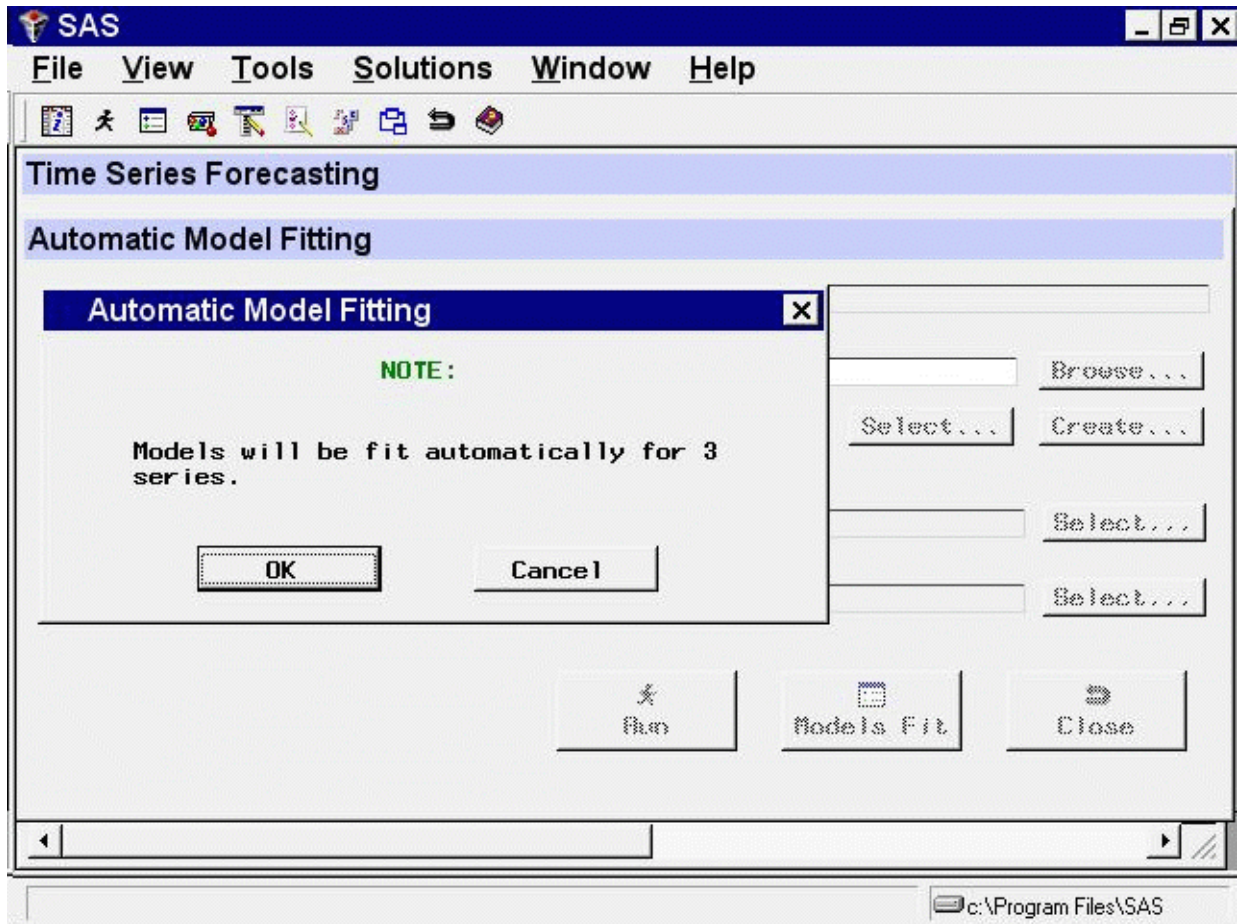 SAS
File View Tools Solutions Window Help
Time Series Forecasting
Automatic Model Fitting
Automatic Model Fitting
NOTE:
Models will be fit automatically for 3
series.
OK Cancel
Browse...
Select... Create...
Select...
Select...
Run Models Fit Close
c:\Program Files\SAS